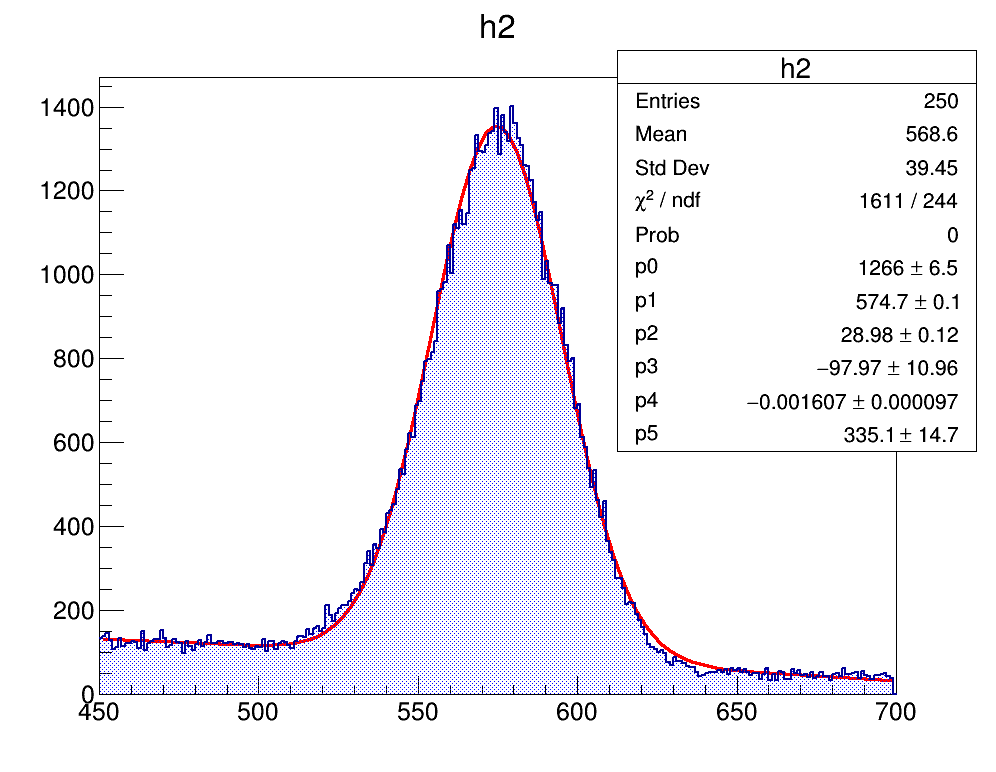 h2
h2
Entries 250
Mean 568.6
Std Dev 39.45
χ² / ndf 1611 / 244
Prob 0
p0 1266 ± 6.5
p1 574.7 ± 0.1
p2 28.98 ± 0.12
p3 −97.97 ± 10.96
p4 −0.001607 ± 0.000097
p5 335.1 ± 14.7
1400
1200
1000
800
600
400
200
0
450 500 550 600 650 700